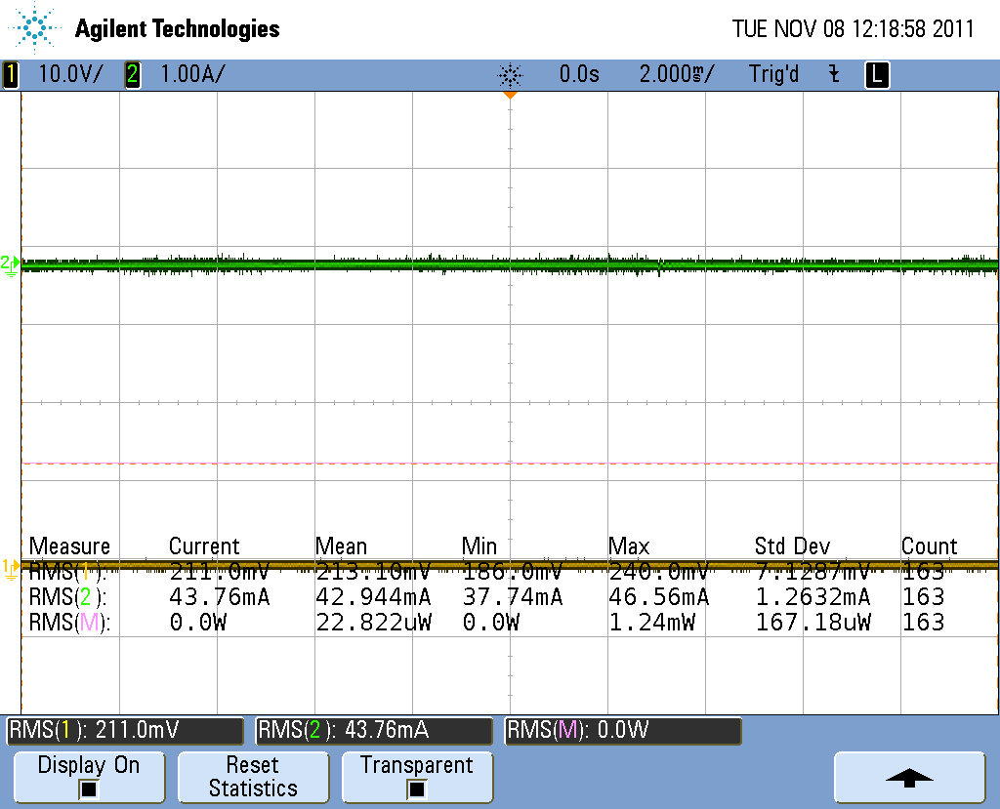 Agilent Technologies TUE NOV 08 12:18:58 2011
1 10.0V/ 2 1.00A/ 0.0s 2.000ms/ Trig'd L
2
Measure Current Mean Min Max Std Dev Count
1
RMS(1): 211.0mV 213.10mV 186.0mV 240.0mV 7.1287mV 163
RMS(2): 43.76mA 42.944mA 37.74mA 46.56mA 1.2632mA 163
RMS(M): 0.0W 22.822uW 0.0W 1.24mW 167.18uW 163
RMS(1): 211.0mV RMS(2): 43.76mA RMS(M): 0.0W
Display On Reset Transparent
Statistics